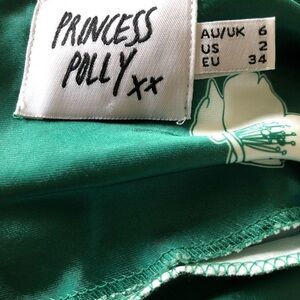 PRINCESS
POLLY
xx
AU/UK 6
US 2
EU 34